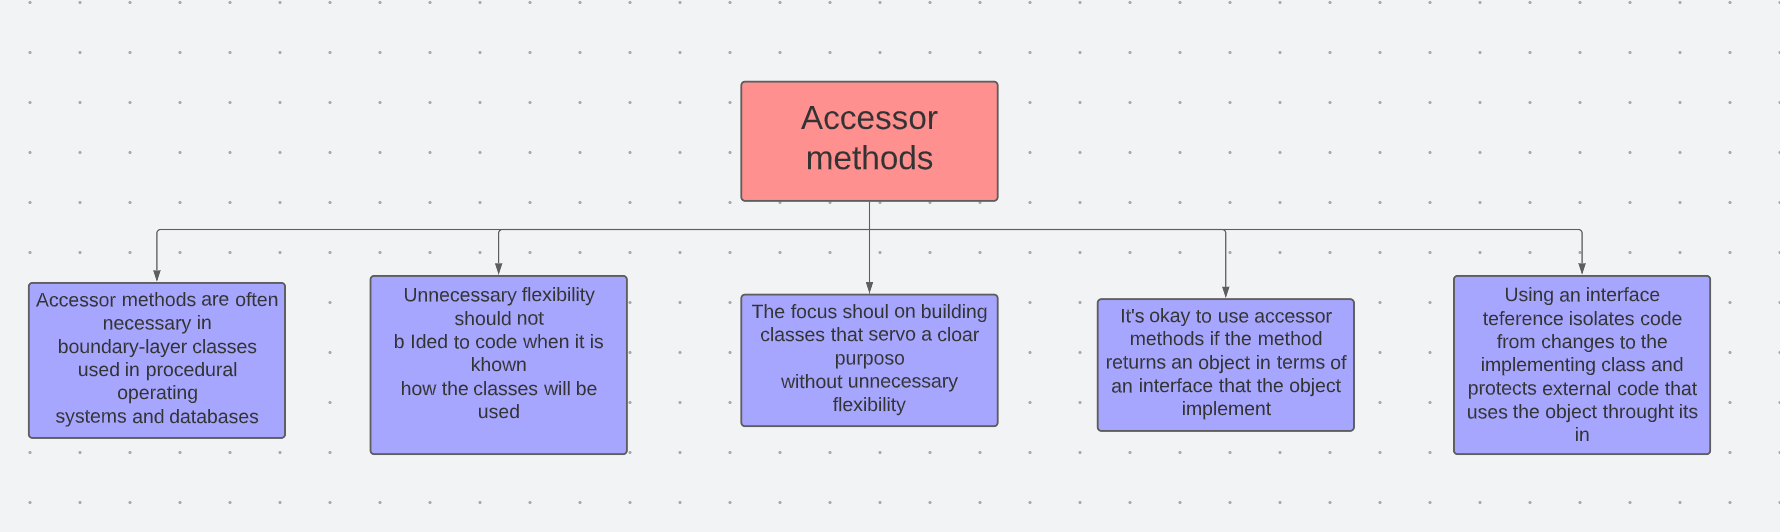 Accessor
methods
Accessor methods are often
necessary in
boundary-layer classes
used in procedural
operating
systems and databases
Unnecessary flexibility
should not
b Ided to code when it is
khown
how the classes will be
used
The focus shoul on building
classes that servo a cloar
purposo
without unnecessary
flexibility
It's okay to use accessor
methods if the method
returns an object in terms of
an interface that the object
implement
Using an interface
teference isolates code
from changes to the
implementing class and
protects external code that
uses the object throught its
in